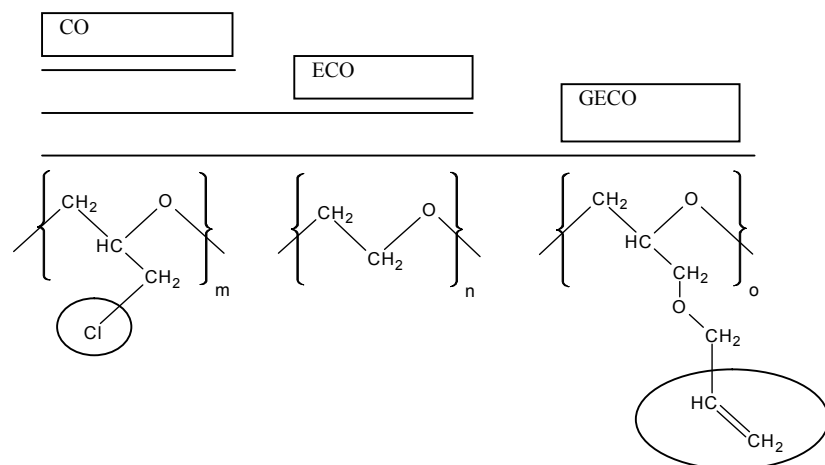 CO
ECO
GECO
CH2 O CH2 O CH2 O
HC CH2 HC
CH2 CH2
m n o
O
Cl CH2
HC
CH2